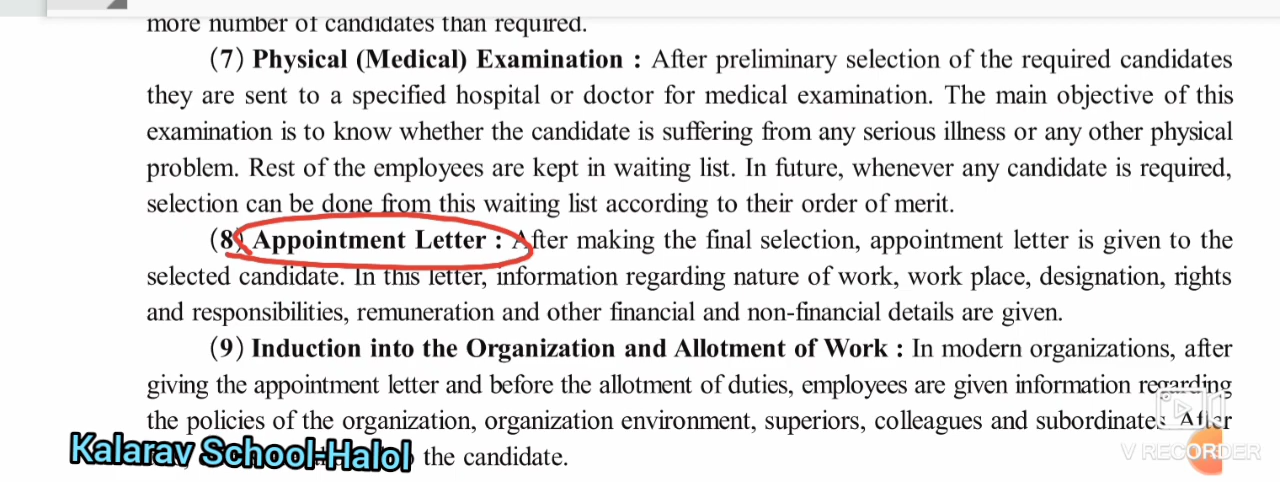 more number of candidates than required.
(7) Physical (Medical) Examination : After preliminary selection of the required candidates
they are sent to a specified hospital or doctor for medical examination. The main objective of this
examination is to know whether the candidate is suffering from any serious illness or any other physical
problem. Rest of the employees are kept in waiting list. In future, whenever any candidate is required,
selection can be done from this waiting list according to their order of merit.
(8) Appointment Letter : After making the final selection, appointment letter is given to the
selected candidate. In this letter, information regarding nature of work, work place, designation, rights
and responsibilities, remuneration and other financial and non-financial details are given.
(9) Induction into the Organization and Allotment of Work : In modern organizations, after
giving the appointment letter and before the allotment of duties, employees are given information regarding
the policies of the organization, organization environment, superiors, colleagues and subordinates. After
Kalarav School-Halol the candidate.
V RECORDER